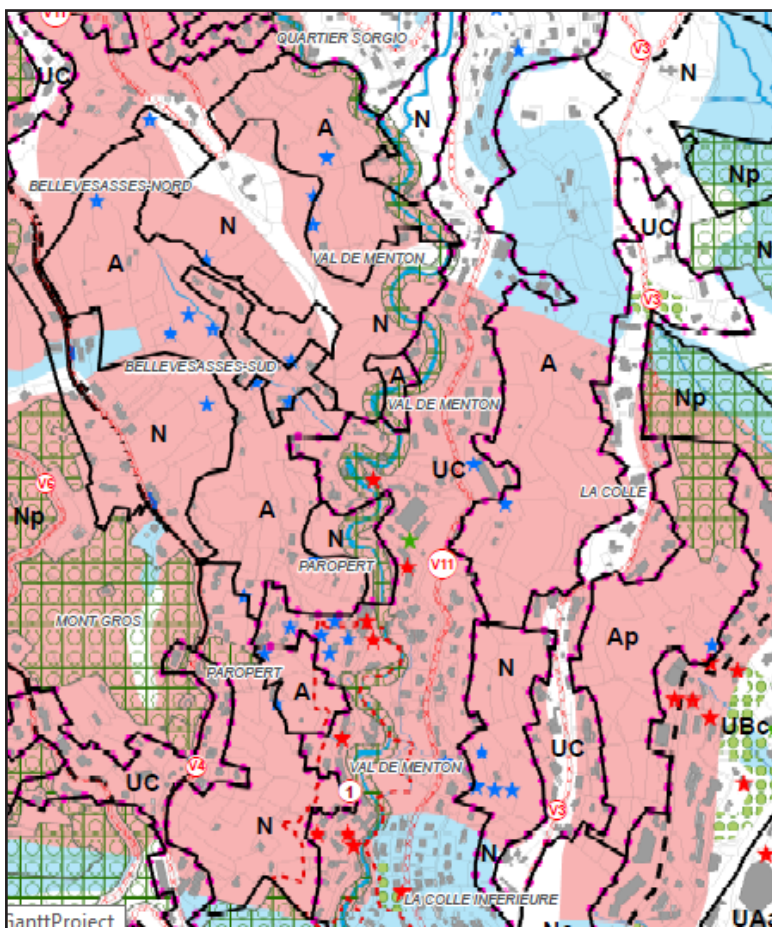 V11
QUARTIER SORGIO
V3
UC
N
A
N
Np
BELLEVESASSES-NORD
N
UC
N
A
VAL DE MENTON
V3
N
A
BELLEVESASSES-SUD
A
Np
VAL DE MENTON
N
UC
V6
LA COLLE
Np
A
N
PAROPERT
V11
MONT GROS
Ap
N
PAROPERT
A
UBc
UC
VAL DE MENTON
UC
V4
1
V3
N
N
LA COLLE INFERIEURE
GanttProject